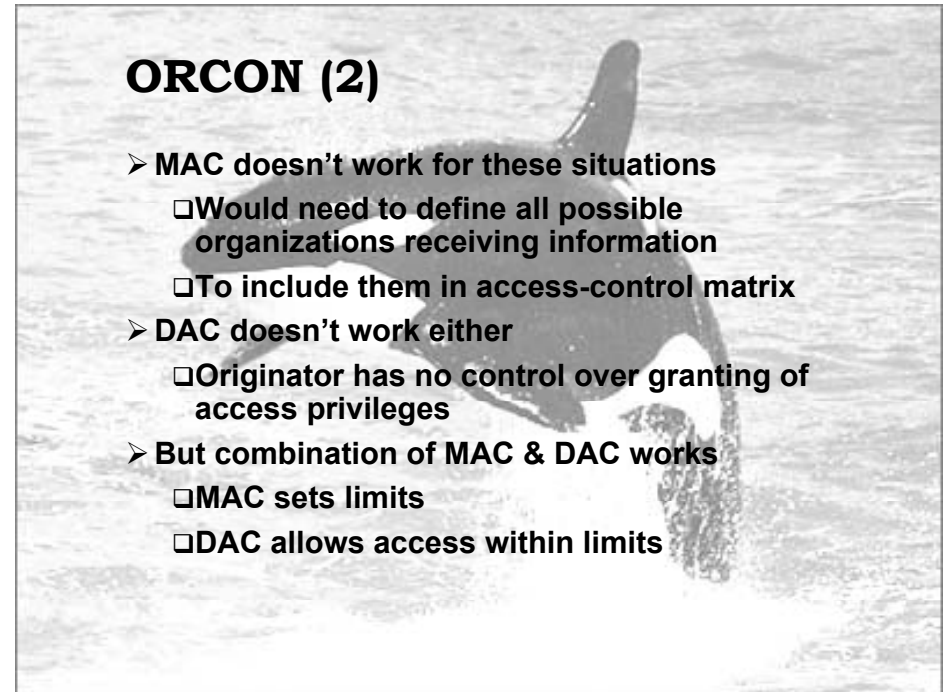 ORCON (2)
➢ MAC doesn’t work for these situations
❑Would need to define all possible
organizations receiving information
❑To include them in access-control matrix
➢ DAC doesn’t work either
❑Originator has no control over granting of
access privileges
➢ But combination of MAC & DAC works
❑MAC sets limits
❑DAC allows access within limits